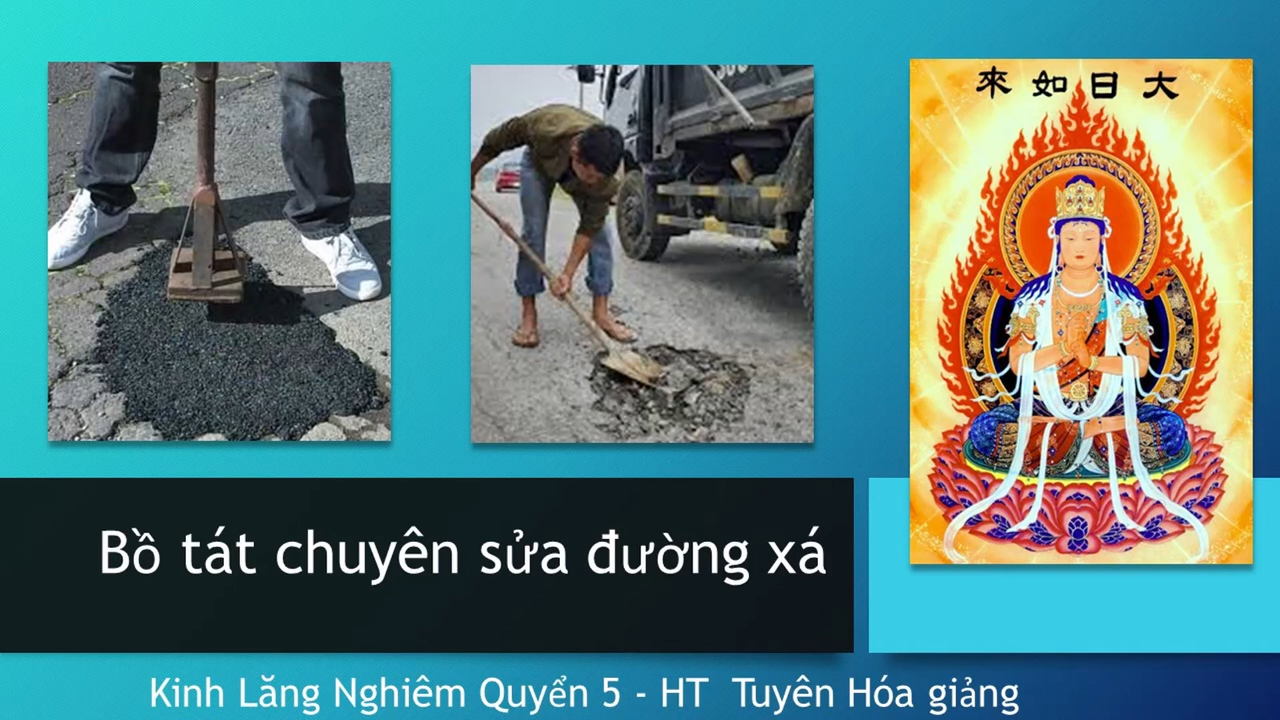 來 如 日 大
Bồ tát chuyên sửa đường xá
Kinh Lăng Nghiêm Quyển 5 - HT Tuyên Hóa giảng